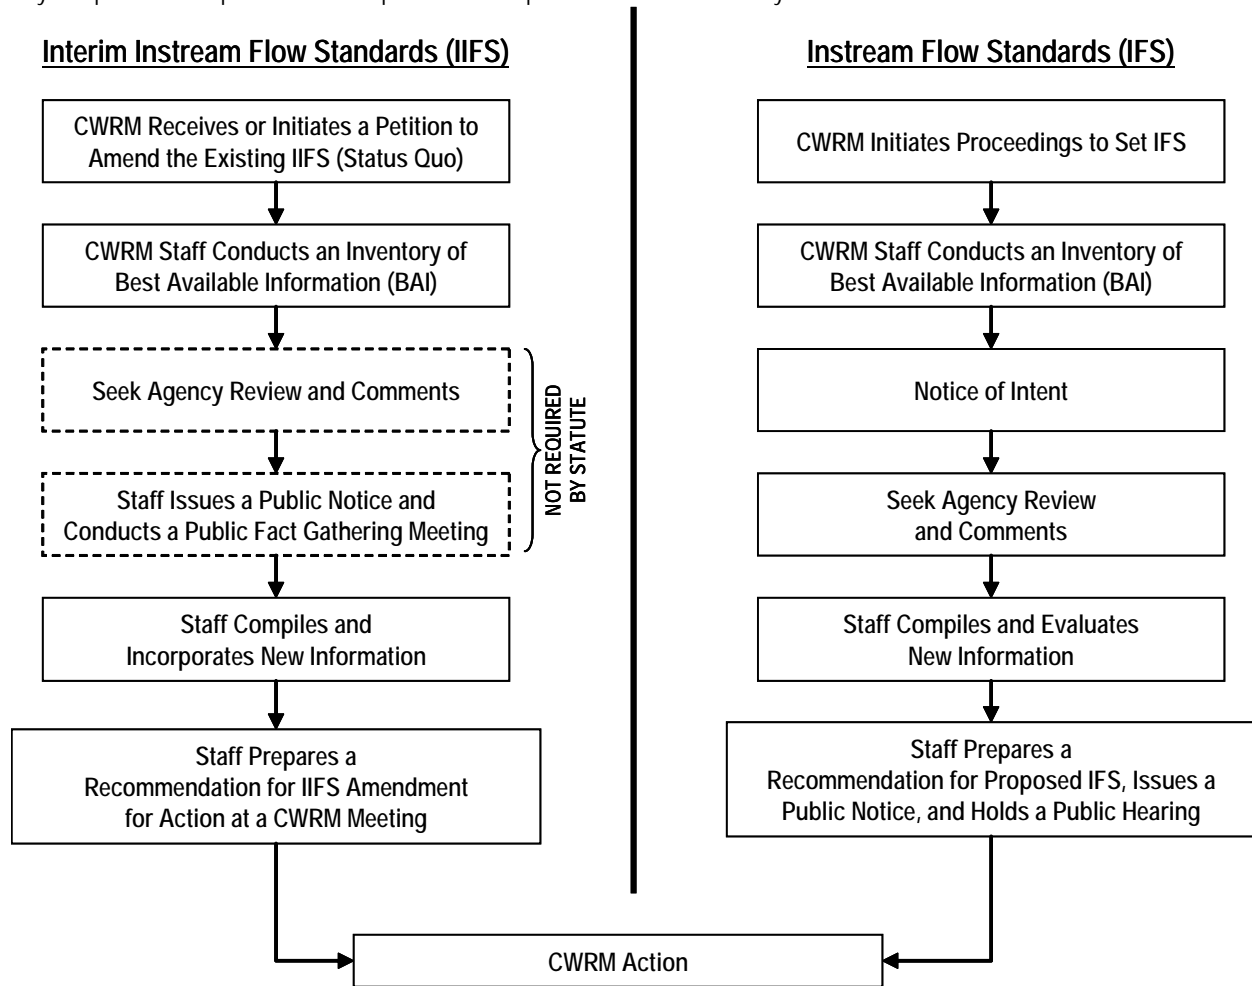 Interim Instream Flow Standards (IIFS)
CWRM Receives or Initiates a Petition to
Amend the Existing IIFS (Status Quo)
CWRM Staff Conducts an Inventory of
Best Available Information (BAI)
Seek Agency Review and Comments
Staff Issues a Public Notice and
Conducts a Public Fact Gathering Meeting
NOT REQUIRED
BY STATUTE
Staff Compiles and
Incorporates New Information
Staff Prepares a
Recommendation for IIFS Amendment
for Action at a CWRM Meeting
Instream Flow Standards (IFS)
CWRM Initiates Proceedings to Set IFS
CWRM Staff Conducts an Inventory of
Best Available Information (BAI)
Notice of Intent
Seek Agency Review
and Comments
Staff Compiles and Evaluates
New Information
Staff Prepares a
Recommendation for Proposed IFS, Issues a
Public Notice, and Holds a Public Hearing
CWRM Action